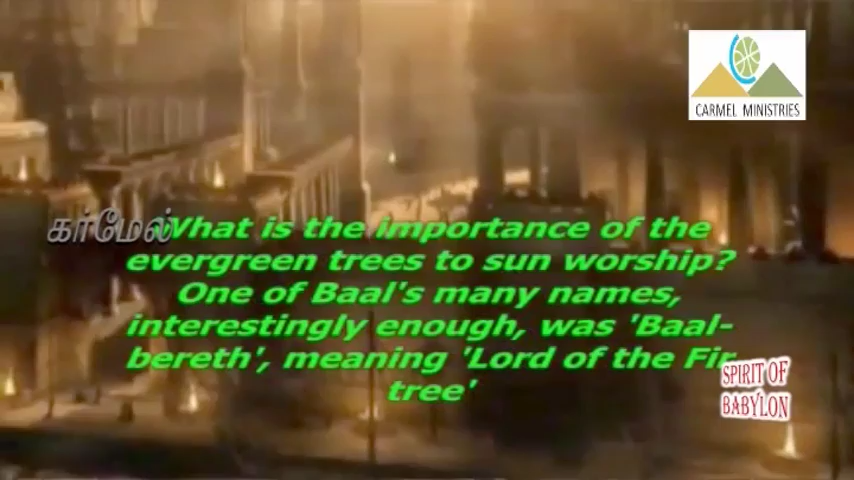 CARMEL MINISTRIES
கர்மேல்
What is the importance of the
evergreen trees to sun worship?
One of Baal's many names,
interestingly enough, was 'Baal-
bereth', meaning 'Lord of the Fir
tree'
SPIRIT OF
BABYLON